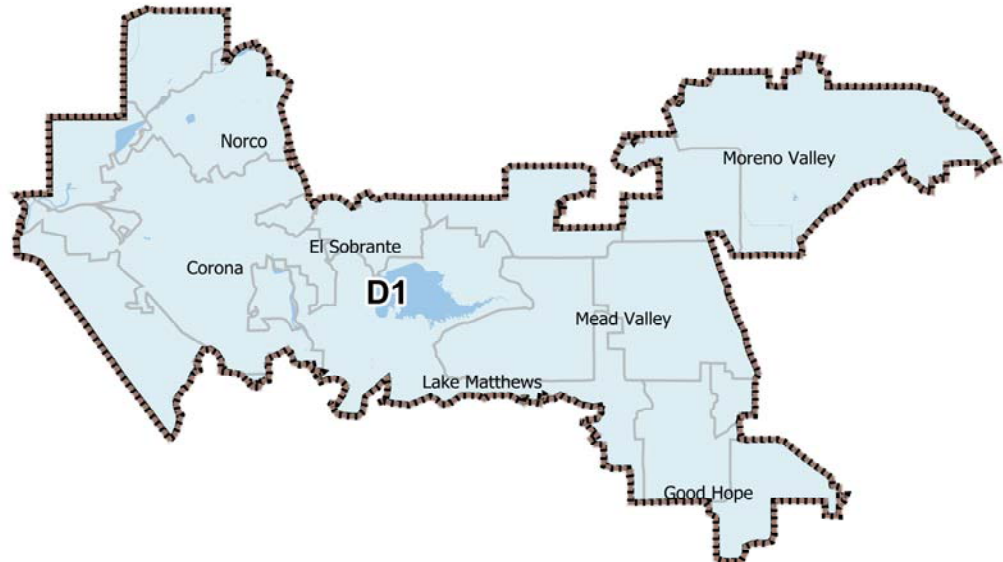 Norco
Moreno Valley
El Sobrante
Corona
D1
Mead Valley
Lake Matthews
Good Hope